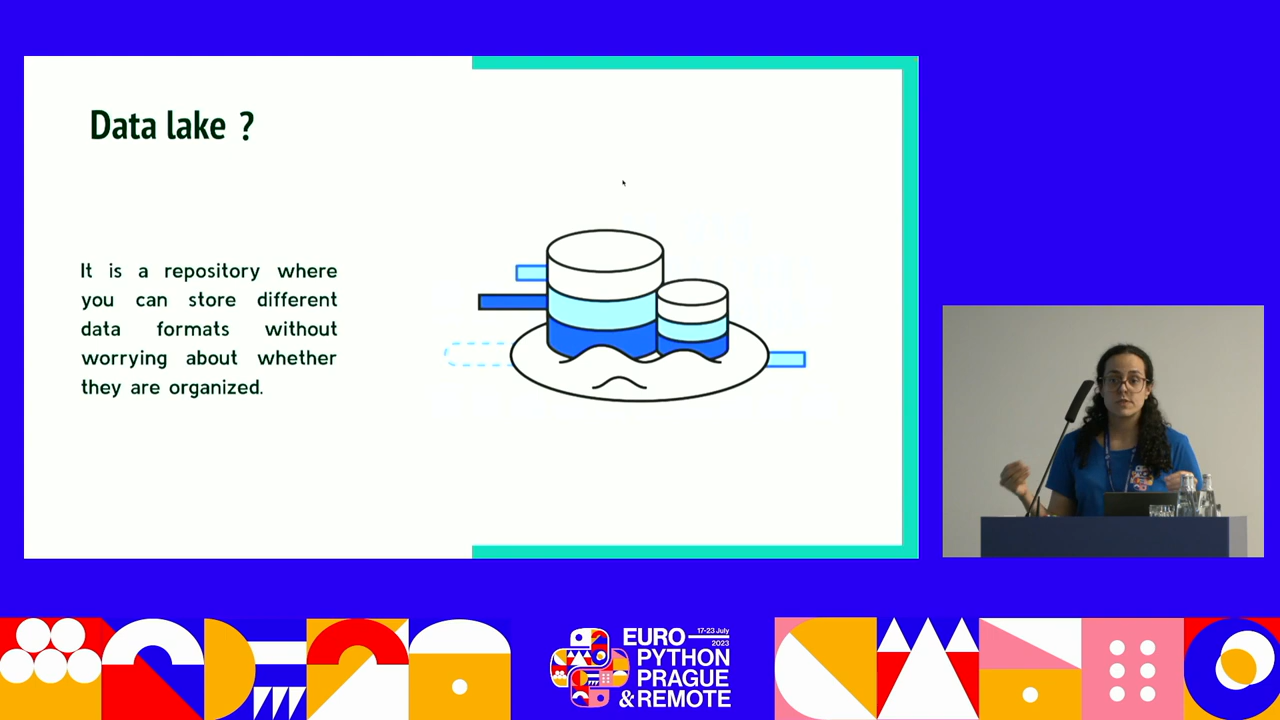 Data lake ?
It is a repository where
you can store different
data formats without
worrying about whether
they are organized.
EURO
17-23 July
2023
PYTHON
PRAGUE
& REMOTE